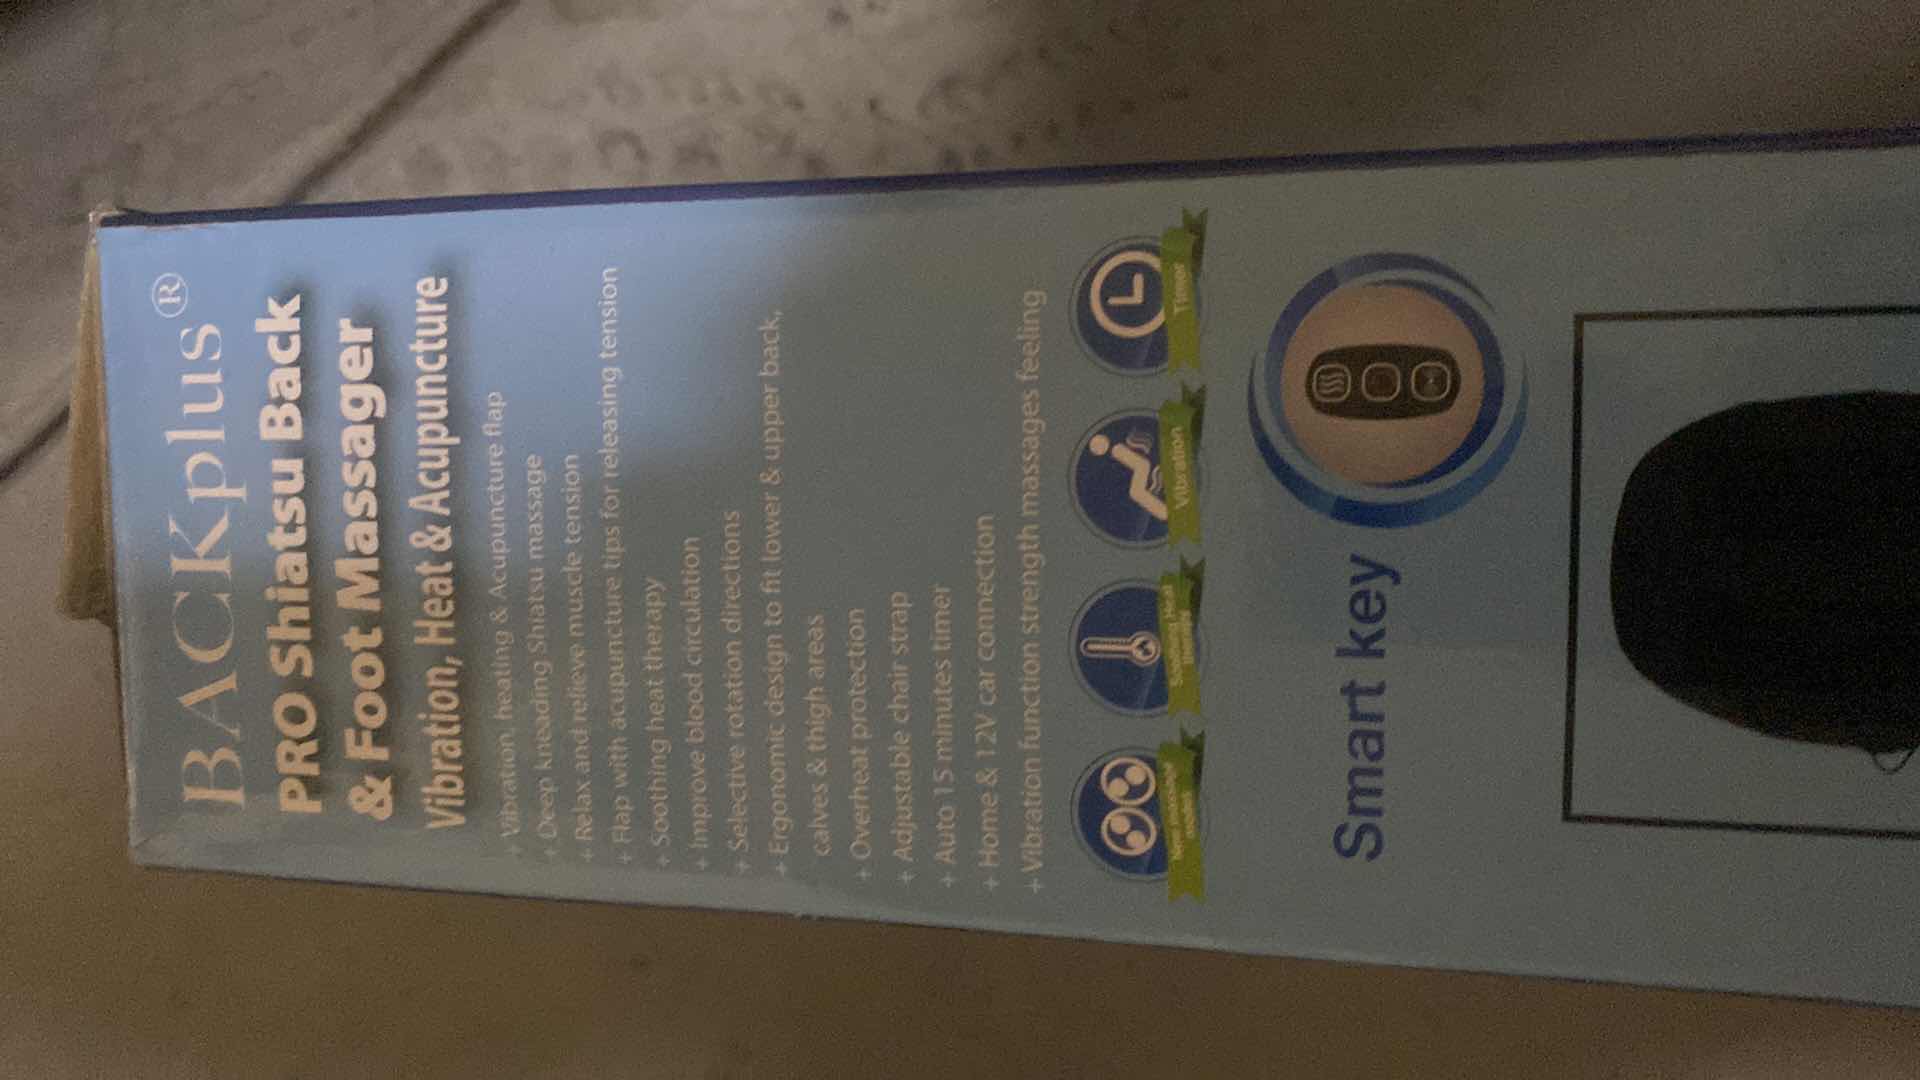 BACKplus®
PRO Shiatsu Back
& Foot Massager
Vibration, Heat & Acupuncture
+ Vibration, heating & Acupuncture flap
+ Deep kneading Shiatsu massage
+ Relax and relieve muscle tension
+ Flap with acupuncture tips for releasing tension
+ Soothing heat therapy
+ Improve blood circulation
+ Selective rotation directions
+ Ergonomic design to fit lower & upper back,
calves & thigh areas
+ Overheat protection
+ Adjustable chair strap
+ Auto 15 minutes timer
+ Home & 12V car connection
+ Vibration function strength massages feeling
Soothing Heat
therapy
Vibration
Timer
Smart key